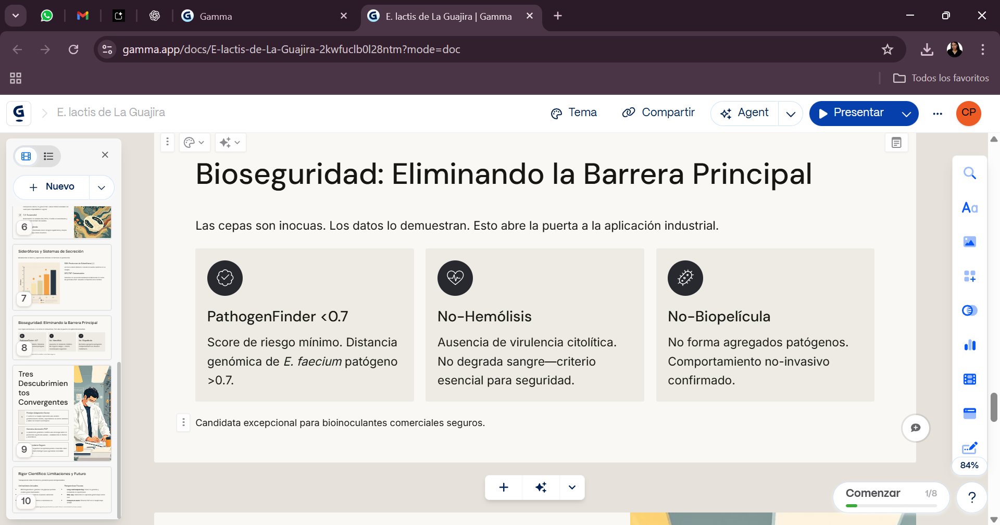 Gamma
E. lactis de La Guajira | Gamma
gamma.app/docs/E-lactis-de-La-Guajira-2kwfuclb0l28ntm?mode=doc
Todos los favoritos
E. lactis de La Guajira
Tema
Compartir
Agent
Presentar
CP
Nuevo
6
Sideróforos y Sistemas de Secreción
7
Bioseguridad: Eliminando la Barrera Principal
8
Tres
Descubrimien
tos
Convergentes
9
Rigor Científico: Limitaciones y Futuro
10
Bioseguridad: Eliminando la Barrera Principal
Las cepas son inocuas. Los datos lo demuestran. Esto abre la puerta a la aplicación industrial.
PathogenFinder <0.7
Score de riesgo mínimo. Distancia
genómica de E. faecium patógeno
>0.7.
No-Hemólisis
Ausencia de virulencia citolítica.
No degrada sangre—criterio
esencial para seguridad.
No-Biopelícula
No forma agregados patógenos.
Comportamiento no-invasivo
confirmado.
Candidata excepcional para bioinoculantes comerciales seguros.
Aa
84%
Comenzar 1/8
?